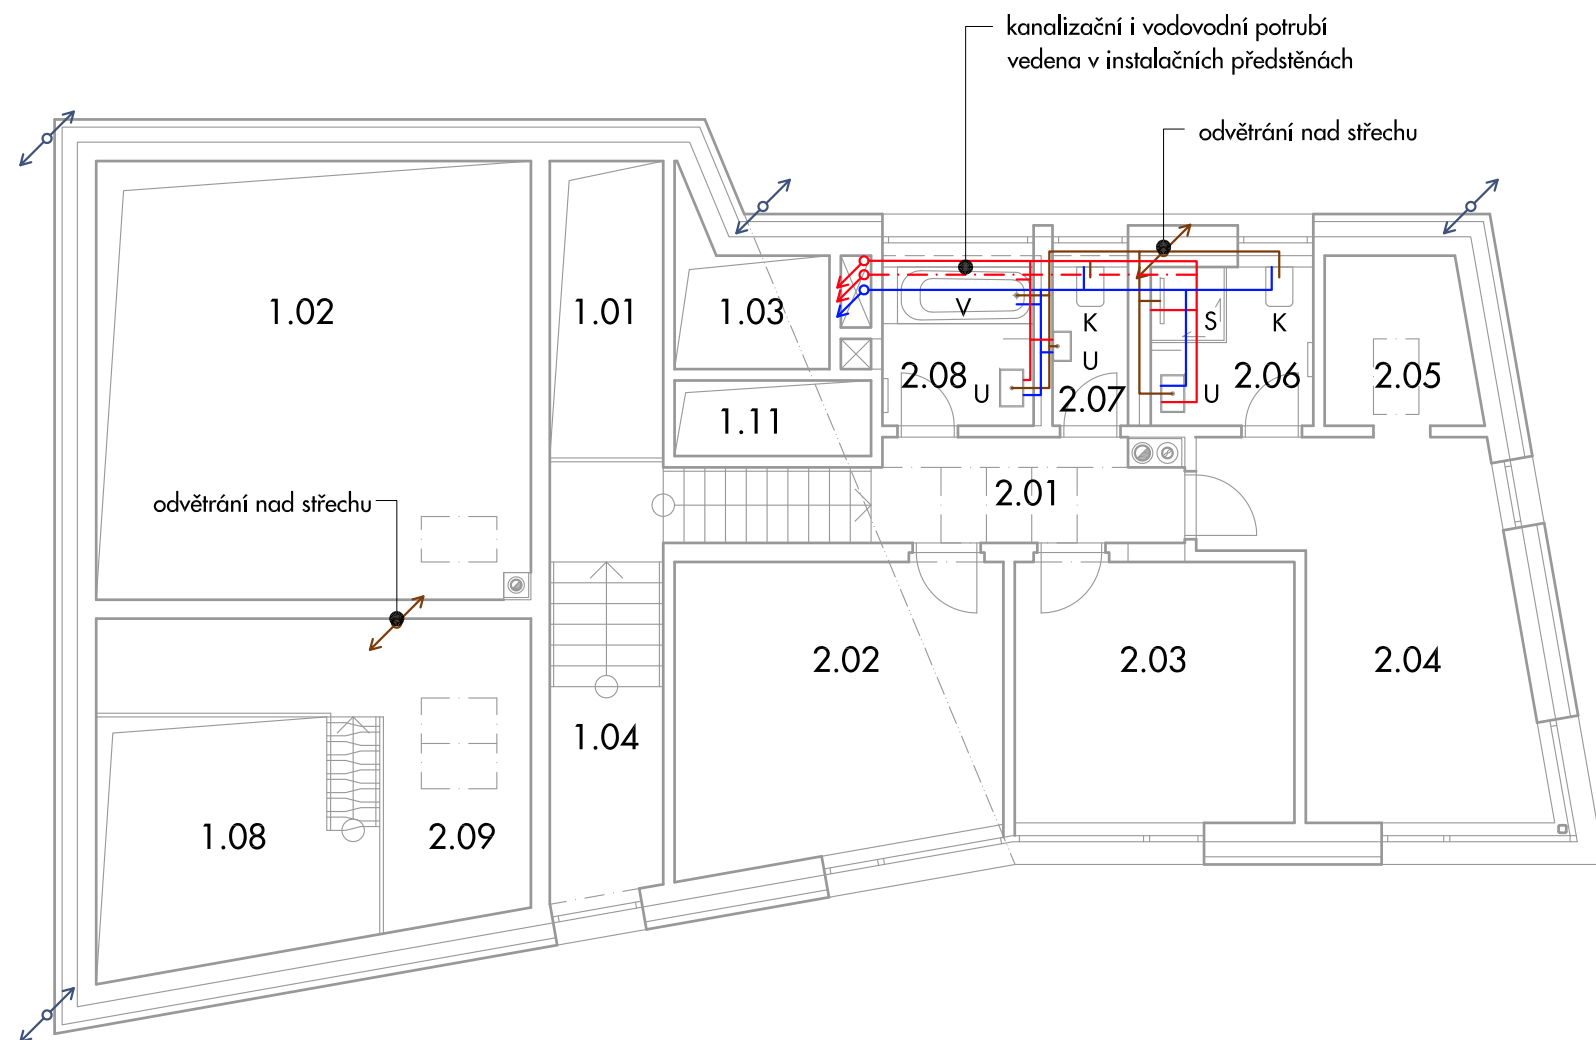 kanalizační i vodovodní potrubí
vedena v instalačních předstěnách
odvětrání nad střechu
1.02
1.01
1.03
V
K
S
K
U
2.08
U
2.07
U
2.06
2.05
1.11
odvětrání nad střechu
2.01
2.02
2.03
2.04
1.04
1.08
2.09